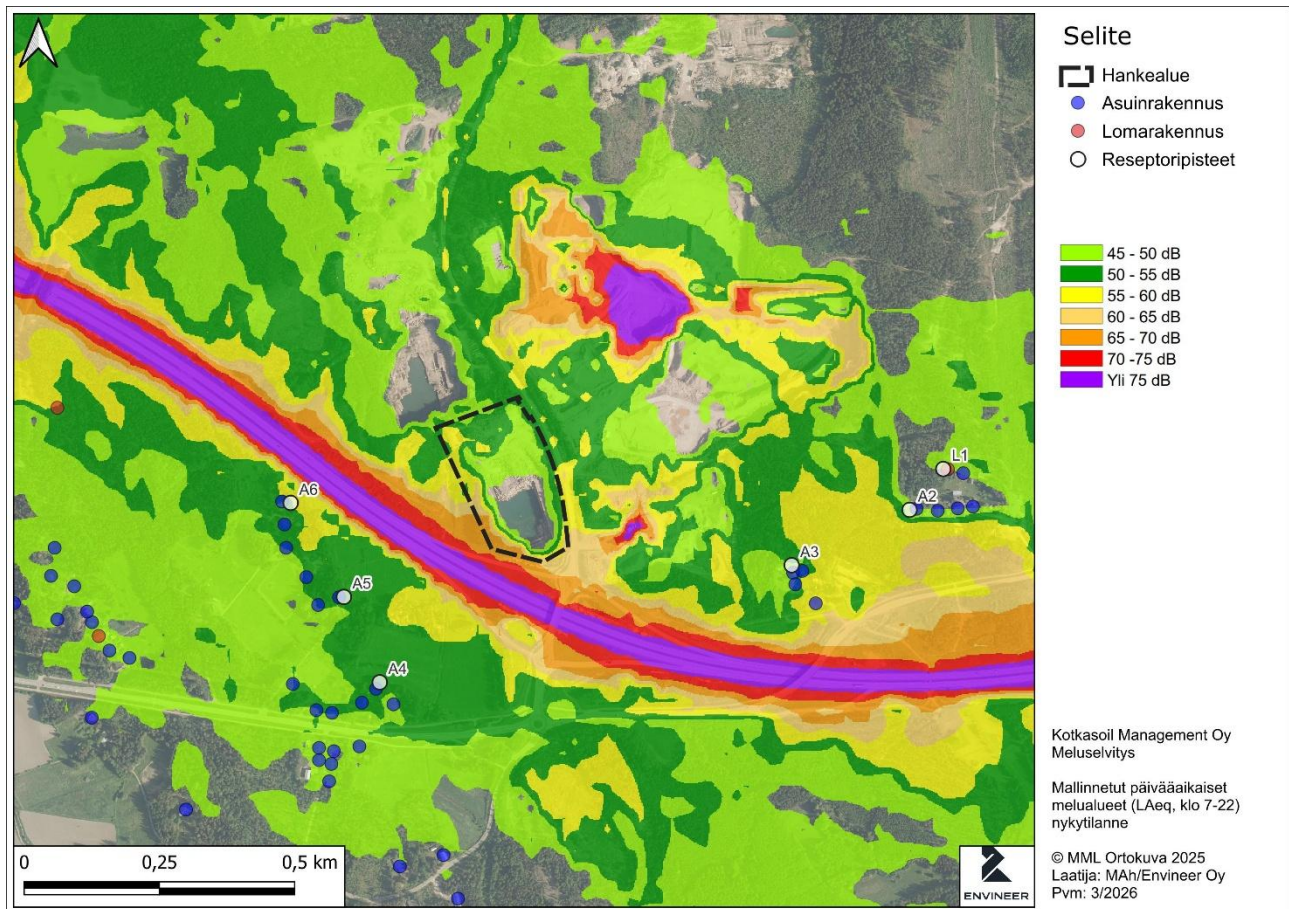 Selite
Hankealue
Asuinrakennus
Lomarakennus
Reseptoripisteet
45 - 50 dB
50 - 55 dB
55 - 60 dB
60 - 65 dB
65 - 70 dB
70 -75 dB
Yli 75 dB
L1
A2
A6
A3
A5
A4
Kotkasoil Management Oy
Meluselvitys
Mallinnetut päivääaikaiset
melualueet (LAeq, klo 7-22)
nykytilanne
© MML Ortokuva 2025
Laatija: MAh/Envineer Oy
Pvm: 3/2026
0 0,25 0,5 km
ENVINEER